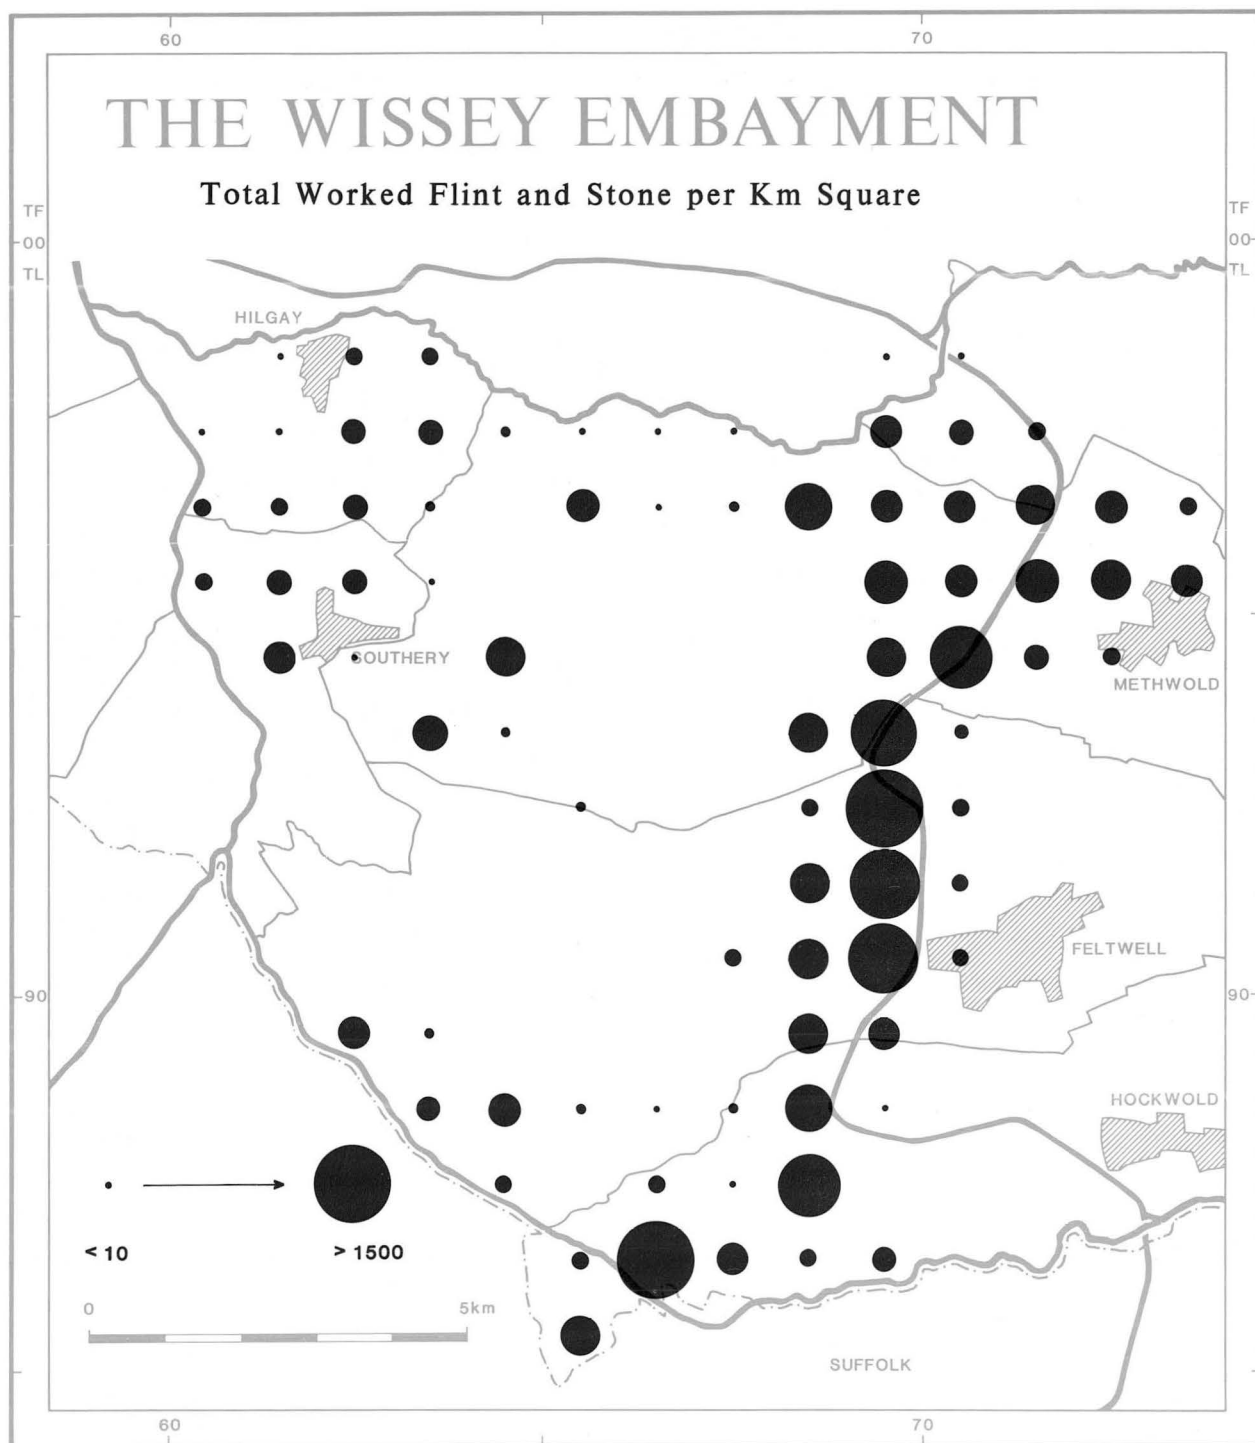 60 70
THE WISSEY EMBAYMENT
Total Worked Flint and Stone per Km Square
TF TF
00 00
TL TL
HILGAY
SOUTHERY
METHWOLD
FELTWELL
90 90
HOCKWOLD
< 10 > 1500
0 5km
SUFFOLK
60 70